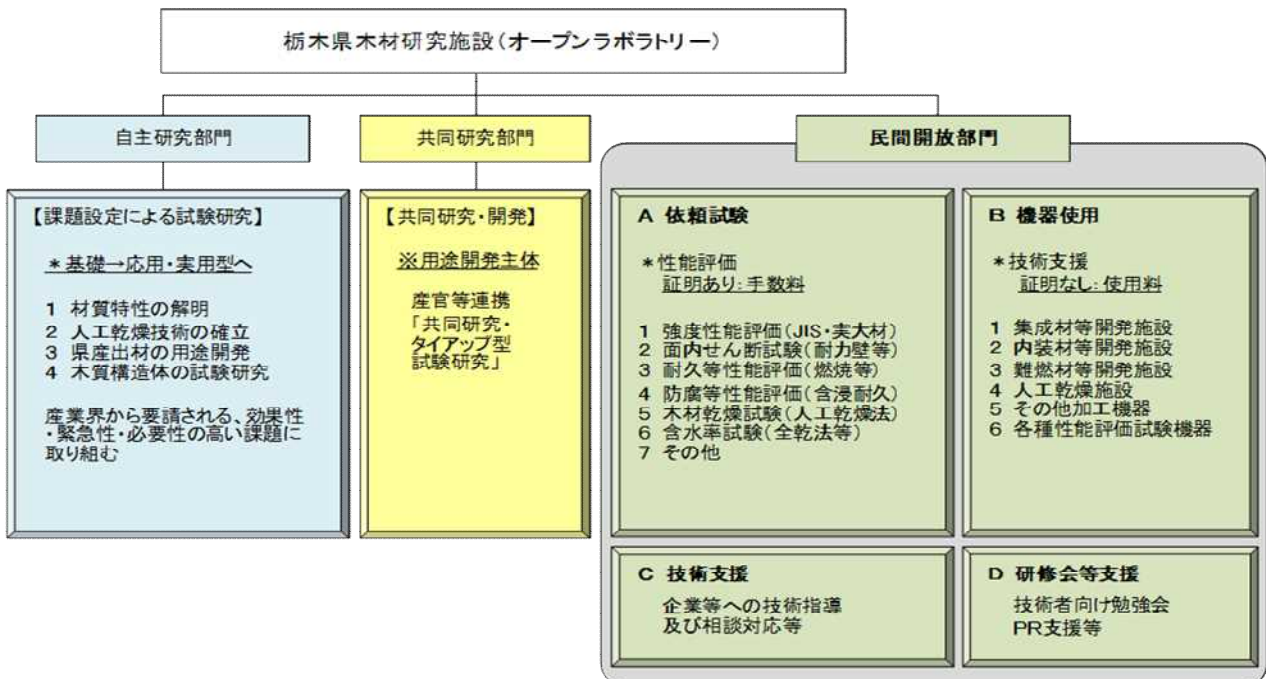 栃木県木材研究施設(オープンラボラトリー)
自主研究部門
【課題設定による試験研究】
*基礎→応用・実用型へ
1 材質特性の解明
2 人工乾燥技術の確立
3 県産出材の用途開発
4 木質構造体の試験研究
産業界から要請される、効果性
・緊急性・必要性の高い課題に
取り組む
共同研究部門
【共同研究・開発】
※用途開発主体
産官等連携
「共同研究・
タイアップ型
試験研究」
民間開放部門
A 依頼試験
*性能評価
証明あり:手数料
1 強度性能評価(JIS・実大材)
2 面内せん断試験(耐力壁等)
3 耐久等性能評価(燃焼等)
4 防腐等性能評価(含浸耐久)
5 木材乾燥試験(人工乾燥法)
6 含水率試験(全乾法等)
7 その他
B 機器使用
*技術支援
証明なし:使用料
1 集成材等開発施設
2 内装材等開発施設
3 難燃材等開発施設
4 人工乾燥施設
5 その他加工機器
6 各種性能評価試験機器
C 技術支援
企業等への技術指導
及び相談対応等
D 研修会等支援
技術者向け勉強会
PR支援等